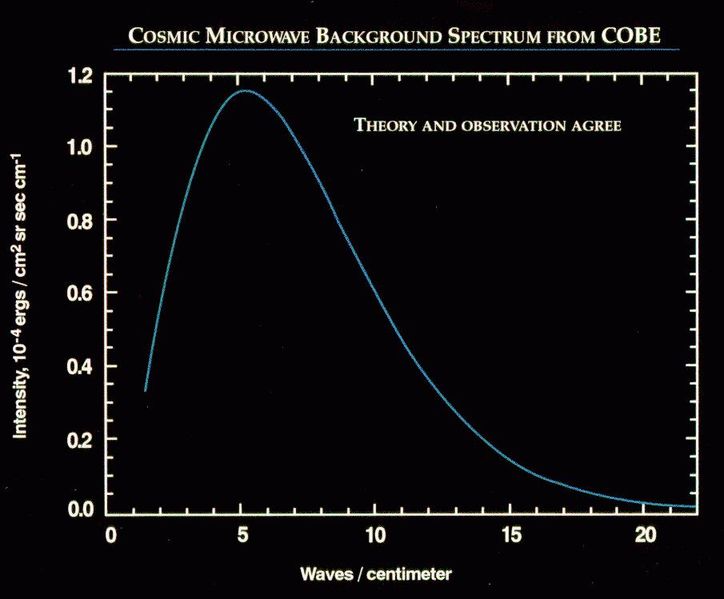 COSMIC MICROWAVE BACKGROUND SPECTRUM FROM COBE
THEORY AND OBSERVATION AGREE
Intensity, 10⁻⁴ ergs / cm² sr sec cm⁻¹
1.2
1.0
0.8
0.6
0.4
0.2
0.0
0 5 10 15 20
Waves / centimeter